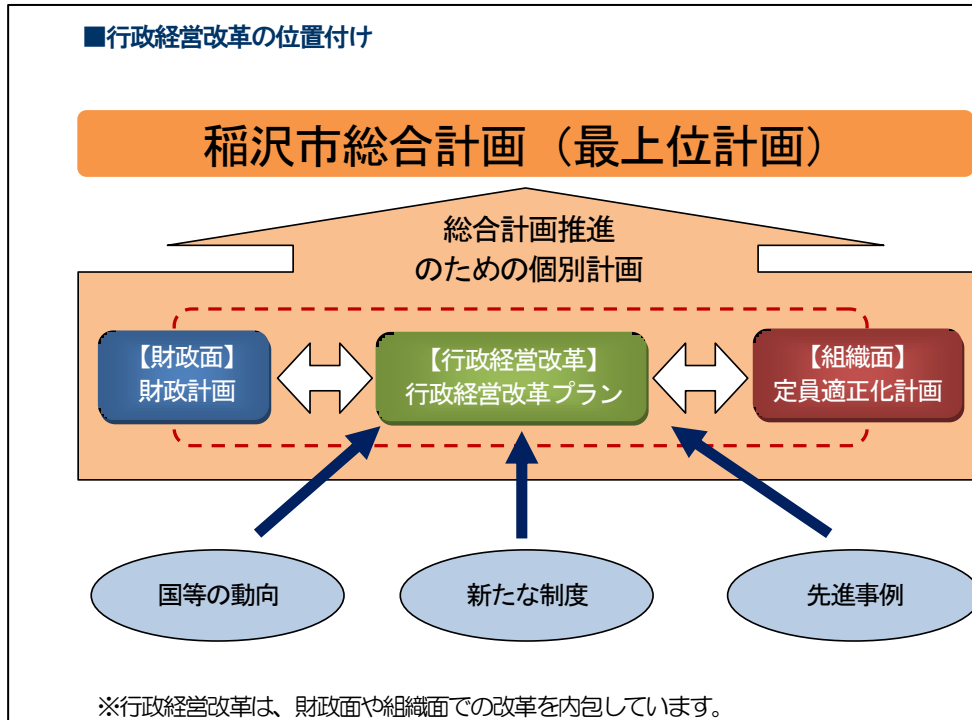 ■行政経営改革の位置付け
稲沢市総合計画（最上位計画）
総合計画推進
のための個別計画
【財政面】
財政計画
【行政経営改革】
行政経営改革プラン
【組織面】
定員適正化計画
国等の動向
新たな制度
先進事例
※行政経営改革は、財政面や組織面での改革を内包しています。